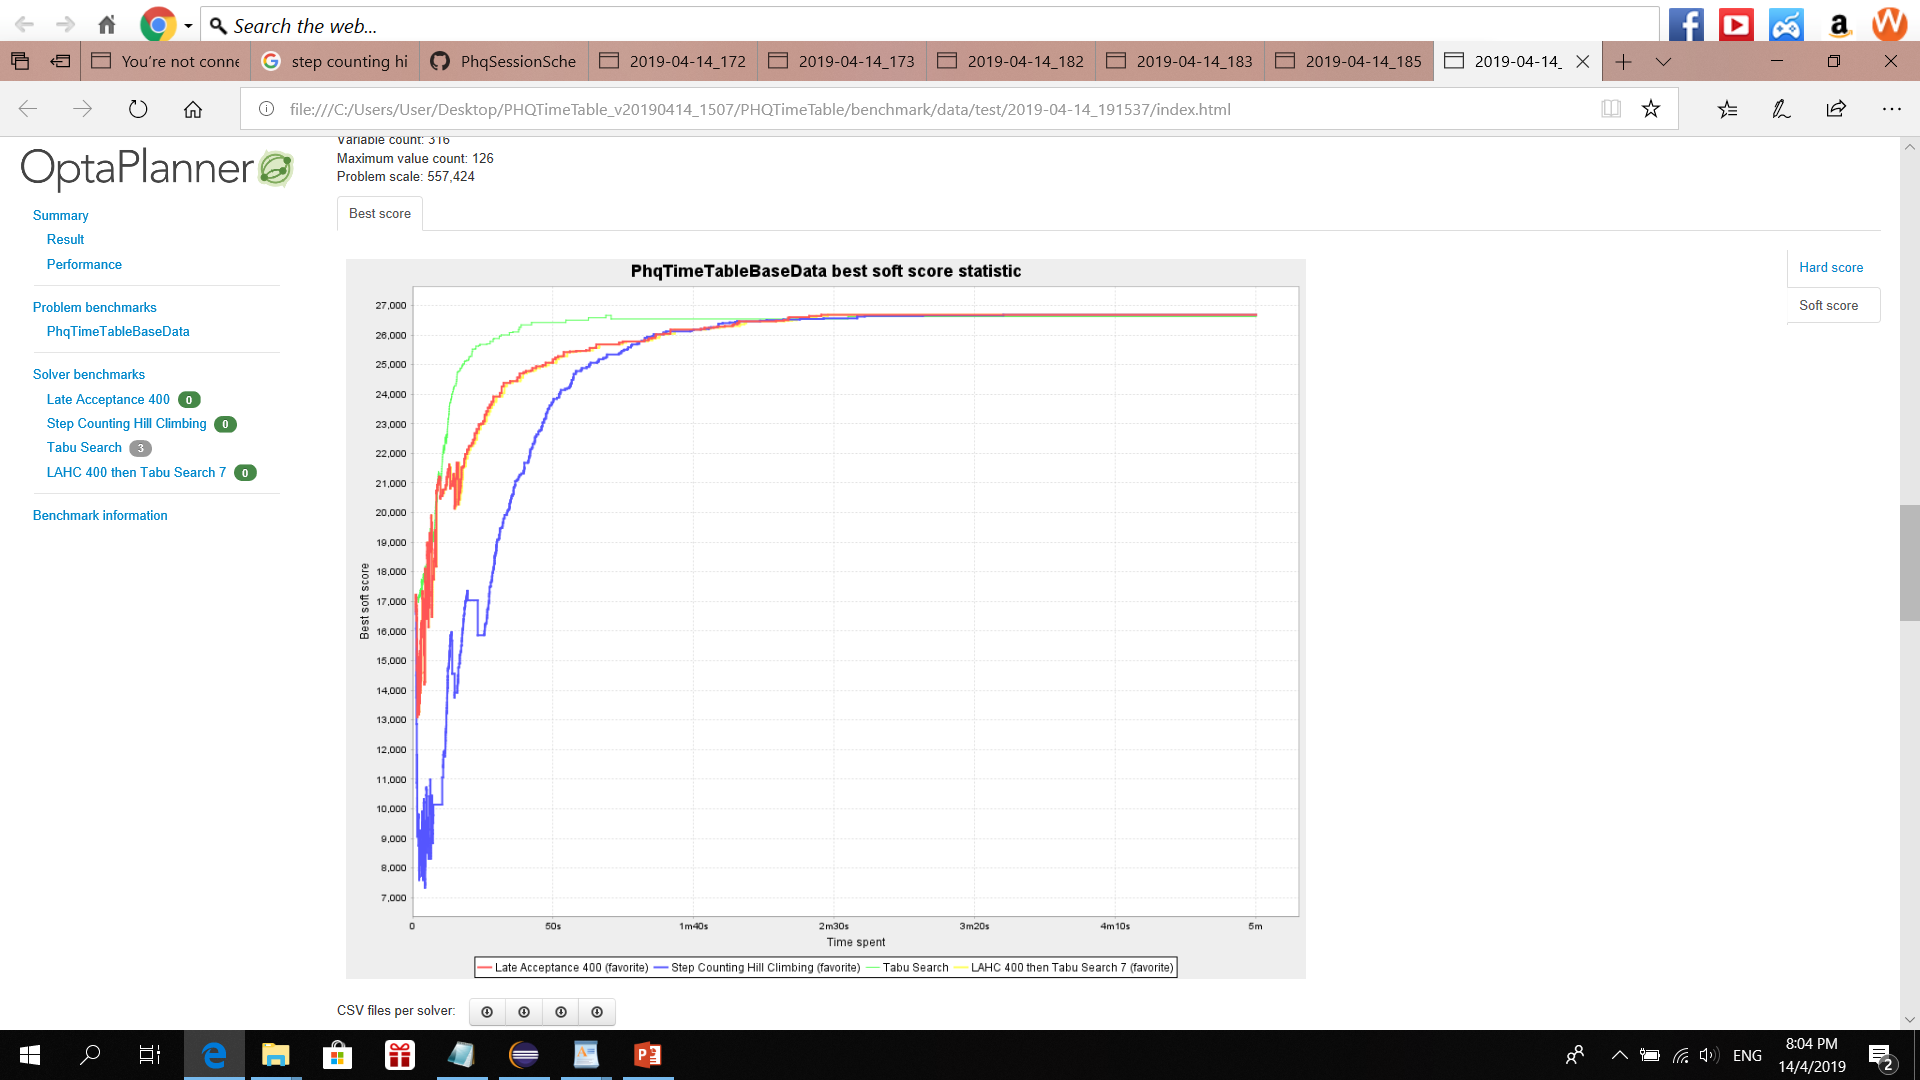 Search the web...
You're not conne
step counting hi
PhqSessionSche
2019-04-14_172
2019-04-14_173
2019-04-14_182
2019-04-14_183
2019-04-14_185
2019-04-14_
file:///C:/Users/User/Desktop/PHQTimeTable_v20190414_1507/PHQTimeTable/benchmark/data/test/2019-04-14_191537/index.html
OptaPlanner
Summary
Result
Performance
Problem benchmarks
PhqTimeTableBaseData
Solver benchmarks
Late Acceptance 400 0
Step Counting Hill Climbing 0
Tabu Search 3
LAHC 400 then Tabu Search 7 0
Benchmark information
Variable count: 316
Maximum value count: 126
Problem scale: 557,424
Best score
Hard score
Soft score
PhqTimeTableBaseData best soft score statistic
Best soft score
27,000
26,000
25,000
24,000
23,000
22,000
21,000
20,000
19,000
18,000
17,000
16,000
15,000
14,000
13,000
12,000
11,000
10,000
9,000
8,000
7,000
0 50s 1m40s 2m30s 3m20s 4m10s 5m
Time spent
Late Acceptance 400 (favorite) Step Counting Hill Climbing (favorite) Tabu Search LAHC 400 then Tabu Search 7 (favorite)
CSV files per solver:
ENG
8:04 PM
14/4/2019
2